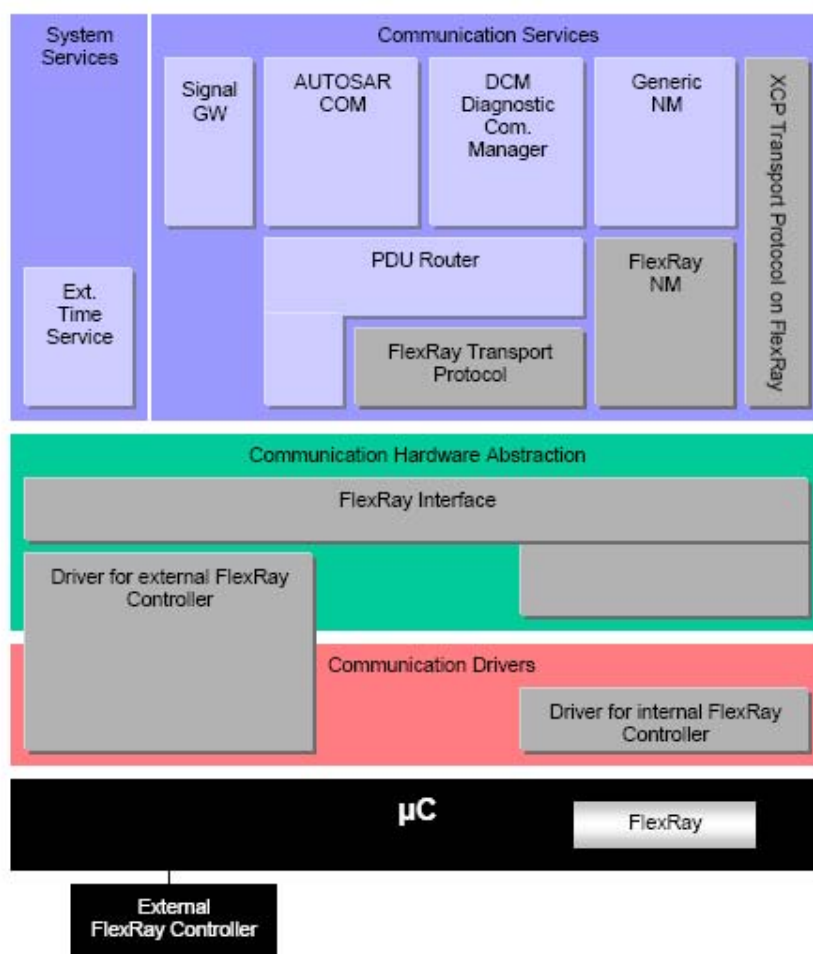 System
Services
Communication Services
Signal
GW
AUTOSAR
COM
DCM
Diagnostic
Com.
Manager
Generic
NM
XCP Transport Protocol on FlexRay
PDU Router
FlexRay
NM
Ext.
Time
Service
FlexRay Transport
Protocol
Communication Hardware Abstraction
FlexRay Interface
Driver for external FlexRay
Controller
Communication Drivers
Driver for internal FlexRay
Controller
µC
FlexRay
External
FlexRay Controller